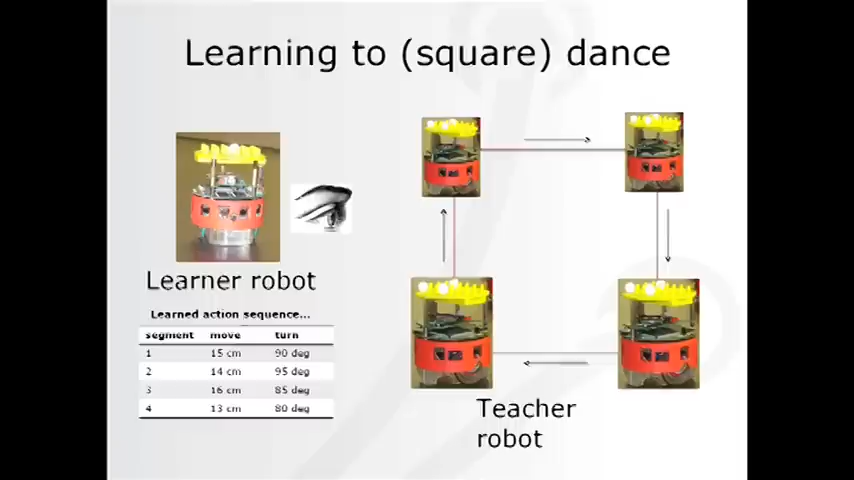 Learning to (square) dance
Learner robot
Learned action sequence...
segment move turn
1 15 cm 90 deg
2 14 cm 95 deg
3 16 cm 85 deg
4 13 cm 80 deg
Teacher
robot